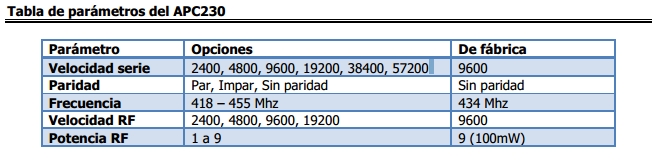 Tabla de parámetros del APC230
Parámetro Opciones De fábrica
Velocidad serie 2400, 4800, 9600, 19200, 38400, 57200 9600
Paridad Par, Impar, Sin paridad Sin paridad
Frecuencia 418 – 455 Mhz 434 Mhz
Velocidad RF 2400, 4800, 9600, 19200 9600
Potencia RF 1 a 9 9 (100mW)